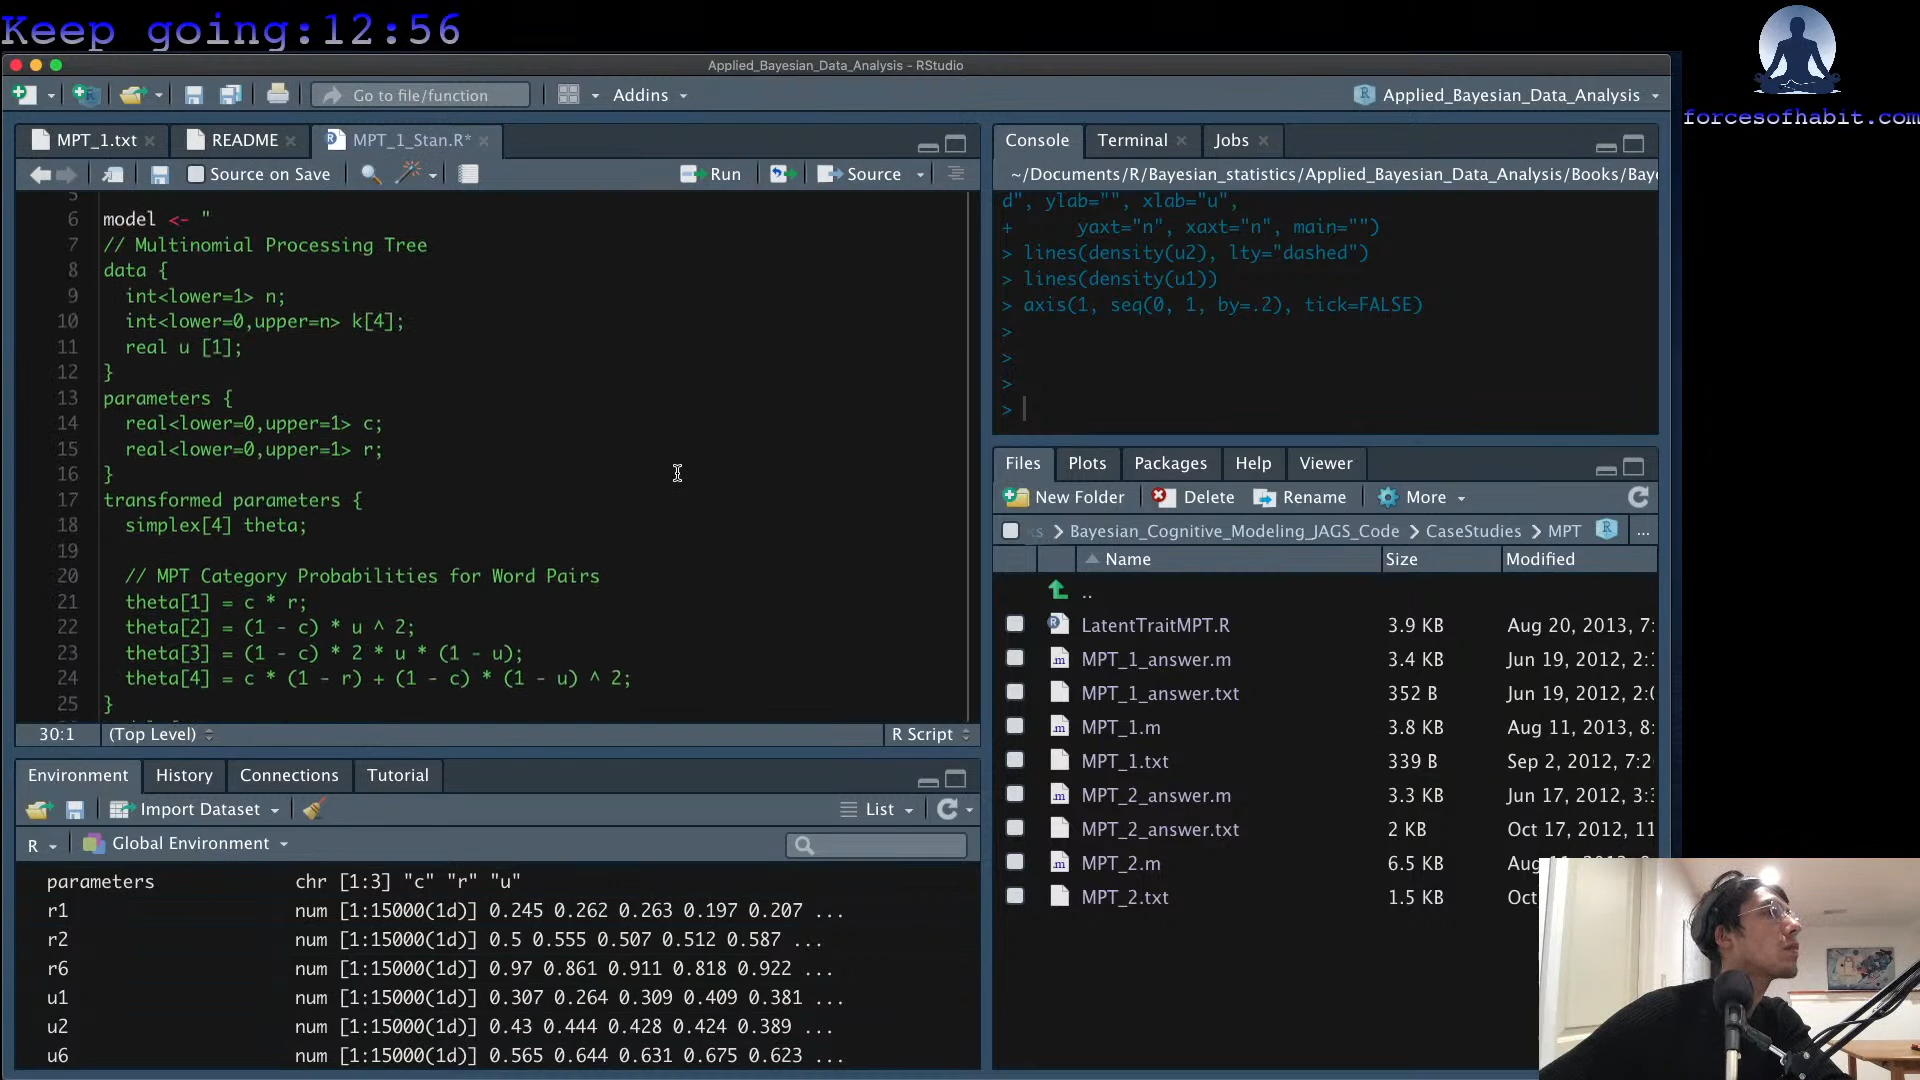 Keep going:12:56
forcesofhabit.com
Applied_Bayesian_Data_Analysis - RStudio
Go to file/function
Addins
Applied_Bayesian_Data_Analysis
MPT_1.txt
README
MPT_1_Stan.R*
Source on Save
Run
Source
5
6 model <- "
7 // Multinomial Processing Tree
8 data {
9 int<lower=1> n;
10 int<lower=0,upper=n> k[4];
11 real u [1];
12 }
13 parameters {
14 real<lower=0,upper=1> c;
15 real<lower=0,upper=1> r;
16 }
17 transformed parameters {
18 simplex[4] theta;
19
20 // MPT Category Probabilities for Word Pairs
21 theta[1] = c * r;
22 theta[2] = (1 - c) * u ^ 2;
23 theta[3] = (1 - c) * 2 * u * (1 - u);
24 theta[4] = c * (1 - r) + (1 - c) * (1 - u) ^ 2;
25 }
30:1 (Top Level) R Script
Environment History Connections Tutorial
Import Dataset List
R Global Environment
parameters chr [1:3] "c" "r" "u"
r1 num [1:15000(1d)] 0.245 0.262 0.263 0.197 0.207 ...
r2 num [1:15000(1d)] 0.5 0.555 0.507 0.512 0.587 ...
r6 num [1:15000(1d)] 0.97 0.861 0.911 0.818 0.922 ...
u1 num [1:15000(1d)] 0.307 0.264 0.309 0.409 0.381 ...
u2 num [1:15000(1d)] 0.43 0.444 0.428 0.424 0.389 ...
u6 num [1:15000(1d)] 0.565 0.644 0.631 0.675 0.623 ...
Console Terminal Jobs
~/Documents/R/Bayesian_statistics/Applied_Bayesian_Data_Analysis/Books/Baye
d", ylab="", xlab="u",
+ yaxt="n", xaxt="n", main="")
> lines(density(u2), lty="dashed")
> lines(density(u1))
> axis(1, seq(0, 1, by=.2), tick=FALSE)
>
>
>
>
Files Plots Packages Help Viewer
New Folder Delete Rename More
ks > Bayesian_Cognitive_Modeling_JAGS_Code > CaseStudies > MPT ...
Name Size Modified
..
LatentTraitMPT.R 3.9 KB Aug 20, 2013, 7:
MPT_1_answer.m 3.4 KB Jun 19, 2012, 2:
MPT_1_answer.txt 352 B Jun 19, 2012, 2:0
MPT_1.m 3.8 KB Aug 11, 2013, 8:
MPT_1.txt 339 B Sep 2, 2012, 7:2
MPT_2_answer.m 3.3 KB Jun 17, 2012, 3:
MPT_2_answer.txt 2 KB Oct 17, 2012, 11
MPT_2.m 6.5 KB Aug
MPT_2.txt 1.5 KB Oct